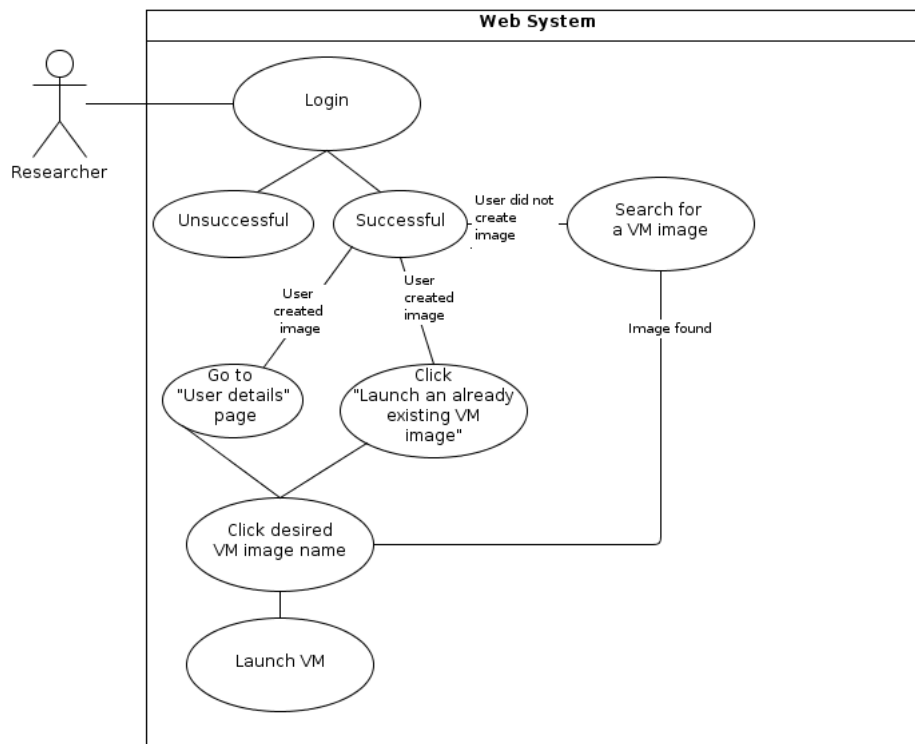 Web System
Login
Researcher
Unsuccessful
Successful
User did not
create
image
Search for
a VM image
User
created
image
User
created
image
Image found
Go to
"User details"
page
Click
"Launch an already
existing VM
image"
Click desired
VM image name
Launch VM